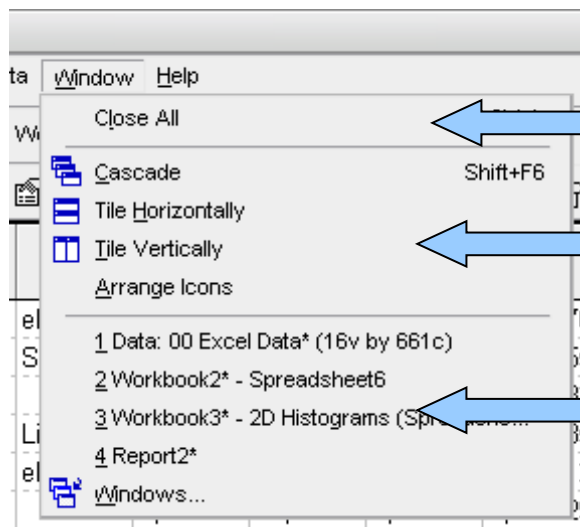 ta Window Help
Close All
Cascade Shift+F6
Tile Horizontally
Tile Vertically
Arrange Icons
1 Data: 00 Excel Data* (16v by 661c)
2 Workbook2* - Spreadsheet6
3 Workbook3* - 2D Histograms
4 Report2*
Windows...